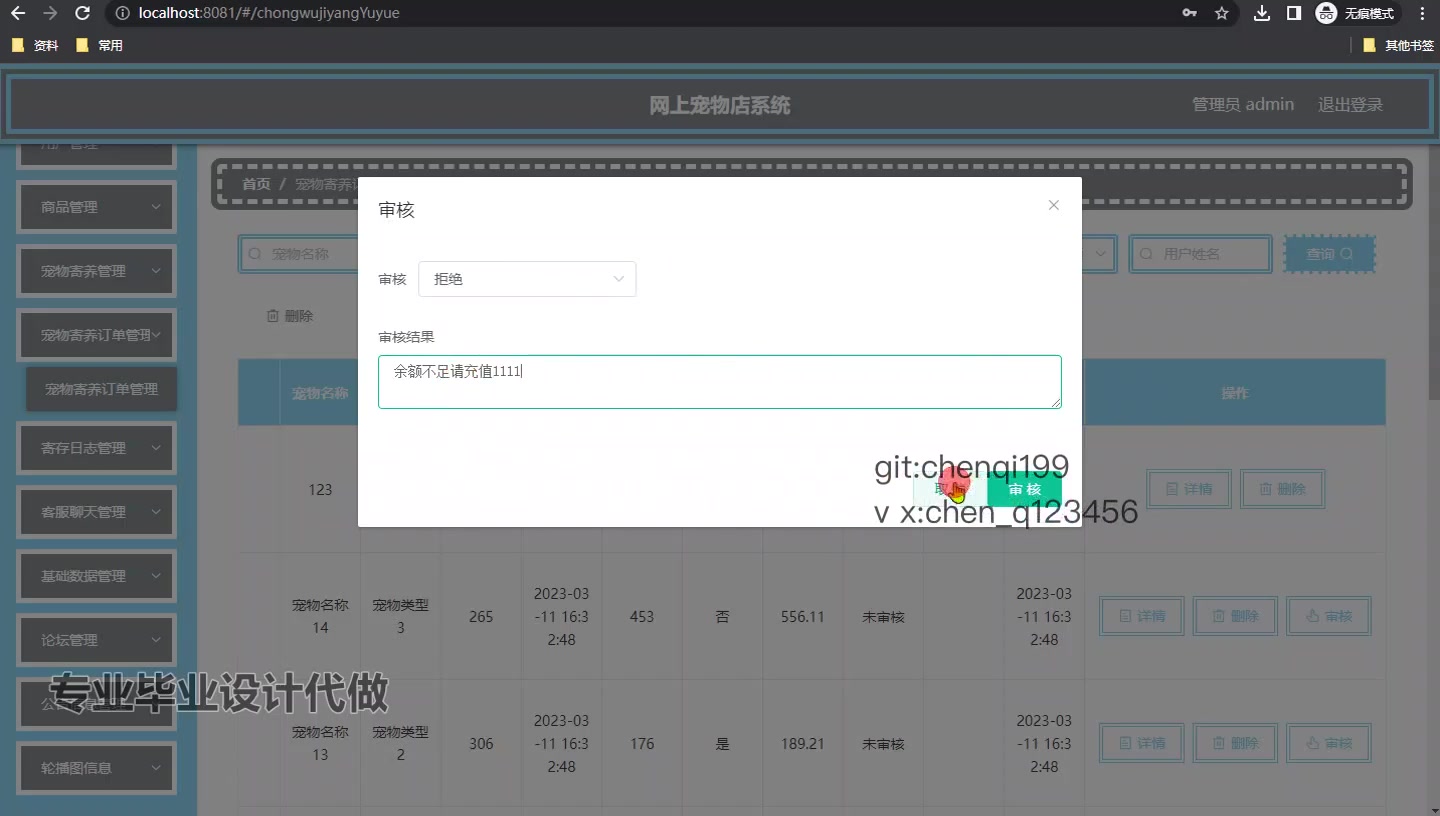 localhost:8081/#/chongwujiyangYuyue
无痕模式
资料
常用
其他书签
网上宠物店系统
管理员 admin
退出登录
用户管理
商品管理
宠物寄养管理
宠物寄养订单管理
宠物寄养订单管理
寄存日志管理
客服聊天管理
基础数据管理
论坛管理
轮播图信息
专业毕业设计代做
首页 / 宠物寄养
宠物名称
用户姓名
查询
删除
审核
审核
拒绝
审核结果
余额不足请充值1111
审 核
git:chenqi199
v x:chen_q123456
宠物名称
操作
123
详情
删除
宠物名称14
宠物类型3
265
2023-03-11 16:32:48
453
否
556.11
未审核
2023-03-11 16:32:48
详情
删除
审核
宠物名称13
宠物类型2
306
2023-03-11 16:32:48
176
是
189.21
未审核
2023-03-11 16:32:48
详情
删除
审核